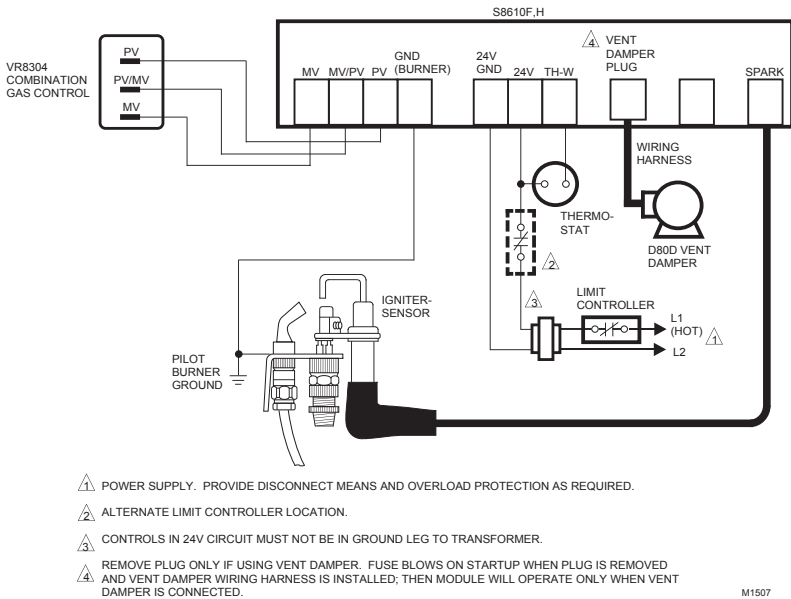 S8610F,H
VR8304
COMBINATION
GAS CONTROL
PV
PV/MV
MV
MV
MV/PV
PV
GND
(BURNER)
24V
GND
24V
TH-W
4
VENT
DAMPER
PLUG
SPARK
WIRING
HARNESS
THERMO-
STAT
D80D VENT
DAMPER
2
3
LIMIT
CONTROLLER
L1
(HOT)
1
L2
IGNITER-
SENSOR
PILOT
BURNER
GROUND
1 POWER SUPPLY. PROVIDE DISCONNECT MEANS AND OVERLOAD PROTECTION AS REQUIRED.
2 ALTERNATE LIMIT CONTROLLER LOCATION.
3 CONTROLS IN 24V CIRCUIT MUST NOT BE IN GROUND LEG TO TRANSFORMER.
4 REMOVE PLUG ONLY IF USING VENT DAMPER. FUSE BLOWS ON STARTUP WHEN PLUG IS REMOVED
AND VENT DAMPER WIRING HARNESS IS INSTALLED; THEN MODULE WILL OPERATE ONLY WHEN VENT
DAMPER IS CONNECTED.
M1507